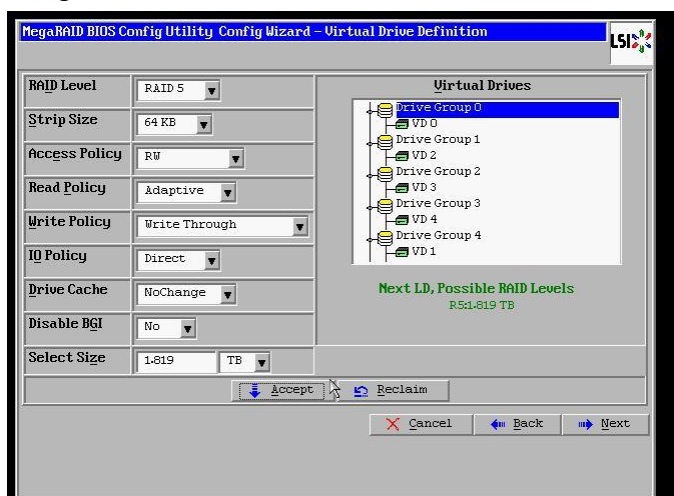 MegaRAID BIOS Config Utility Config Wizard – Virtual Drive Definition
LSI
RAID Level
RAID 5
Strip Size
64 KB
Access Policy
RW
Read Policy
Adaptive
Write Policy
Write Through
IO Policy
Direct
Drive Cache
NoChange
Disable BGI
No
Select Size
1.819
TB
Virtual Drives
Drive Group 0
VD 0
Drive Group 1
VD 2
Drive Group 2
VD 3
Drive Group 3
VD 4
Drive Group 4
VD 1
Next LD, Possible RAID Levels
R5:1.819 TB
Accept
Reclaim
Cancel
Back
Next